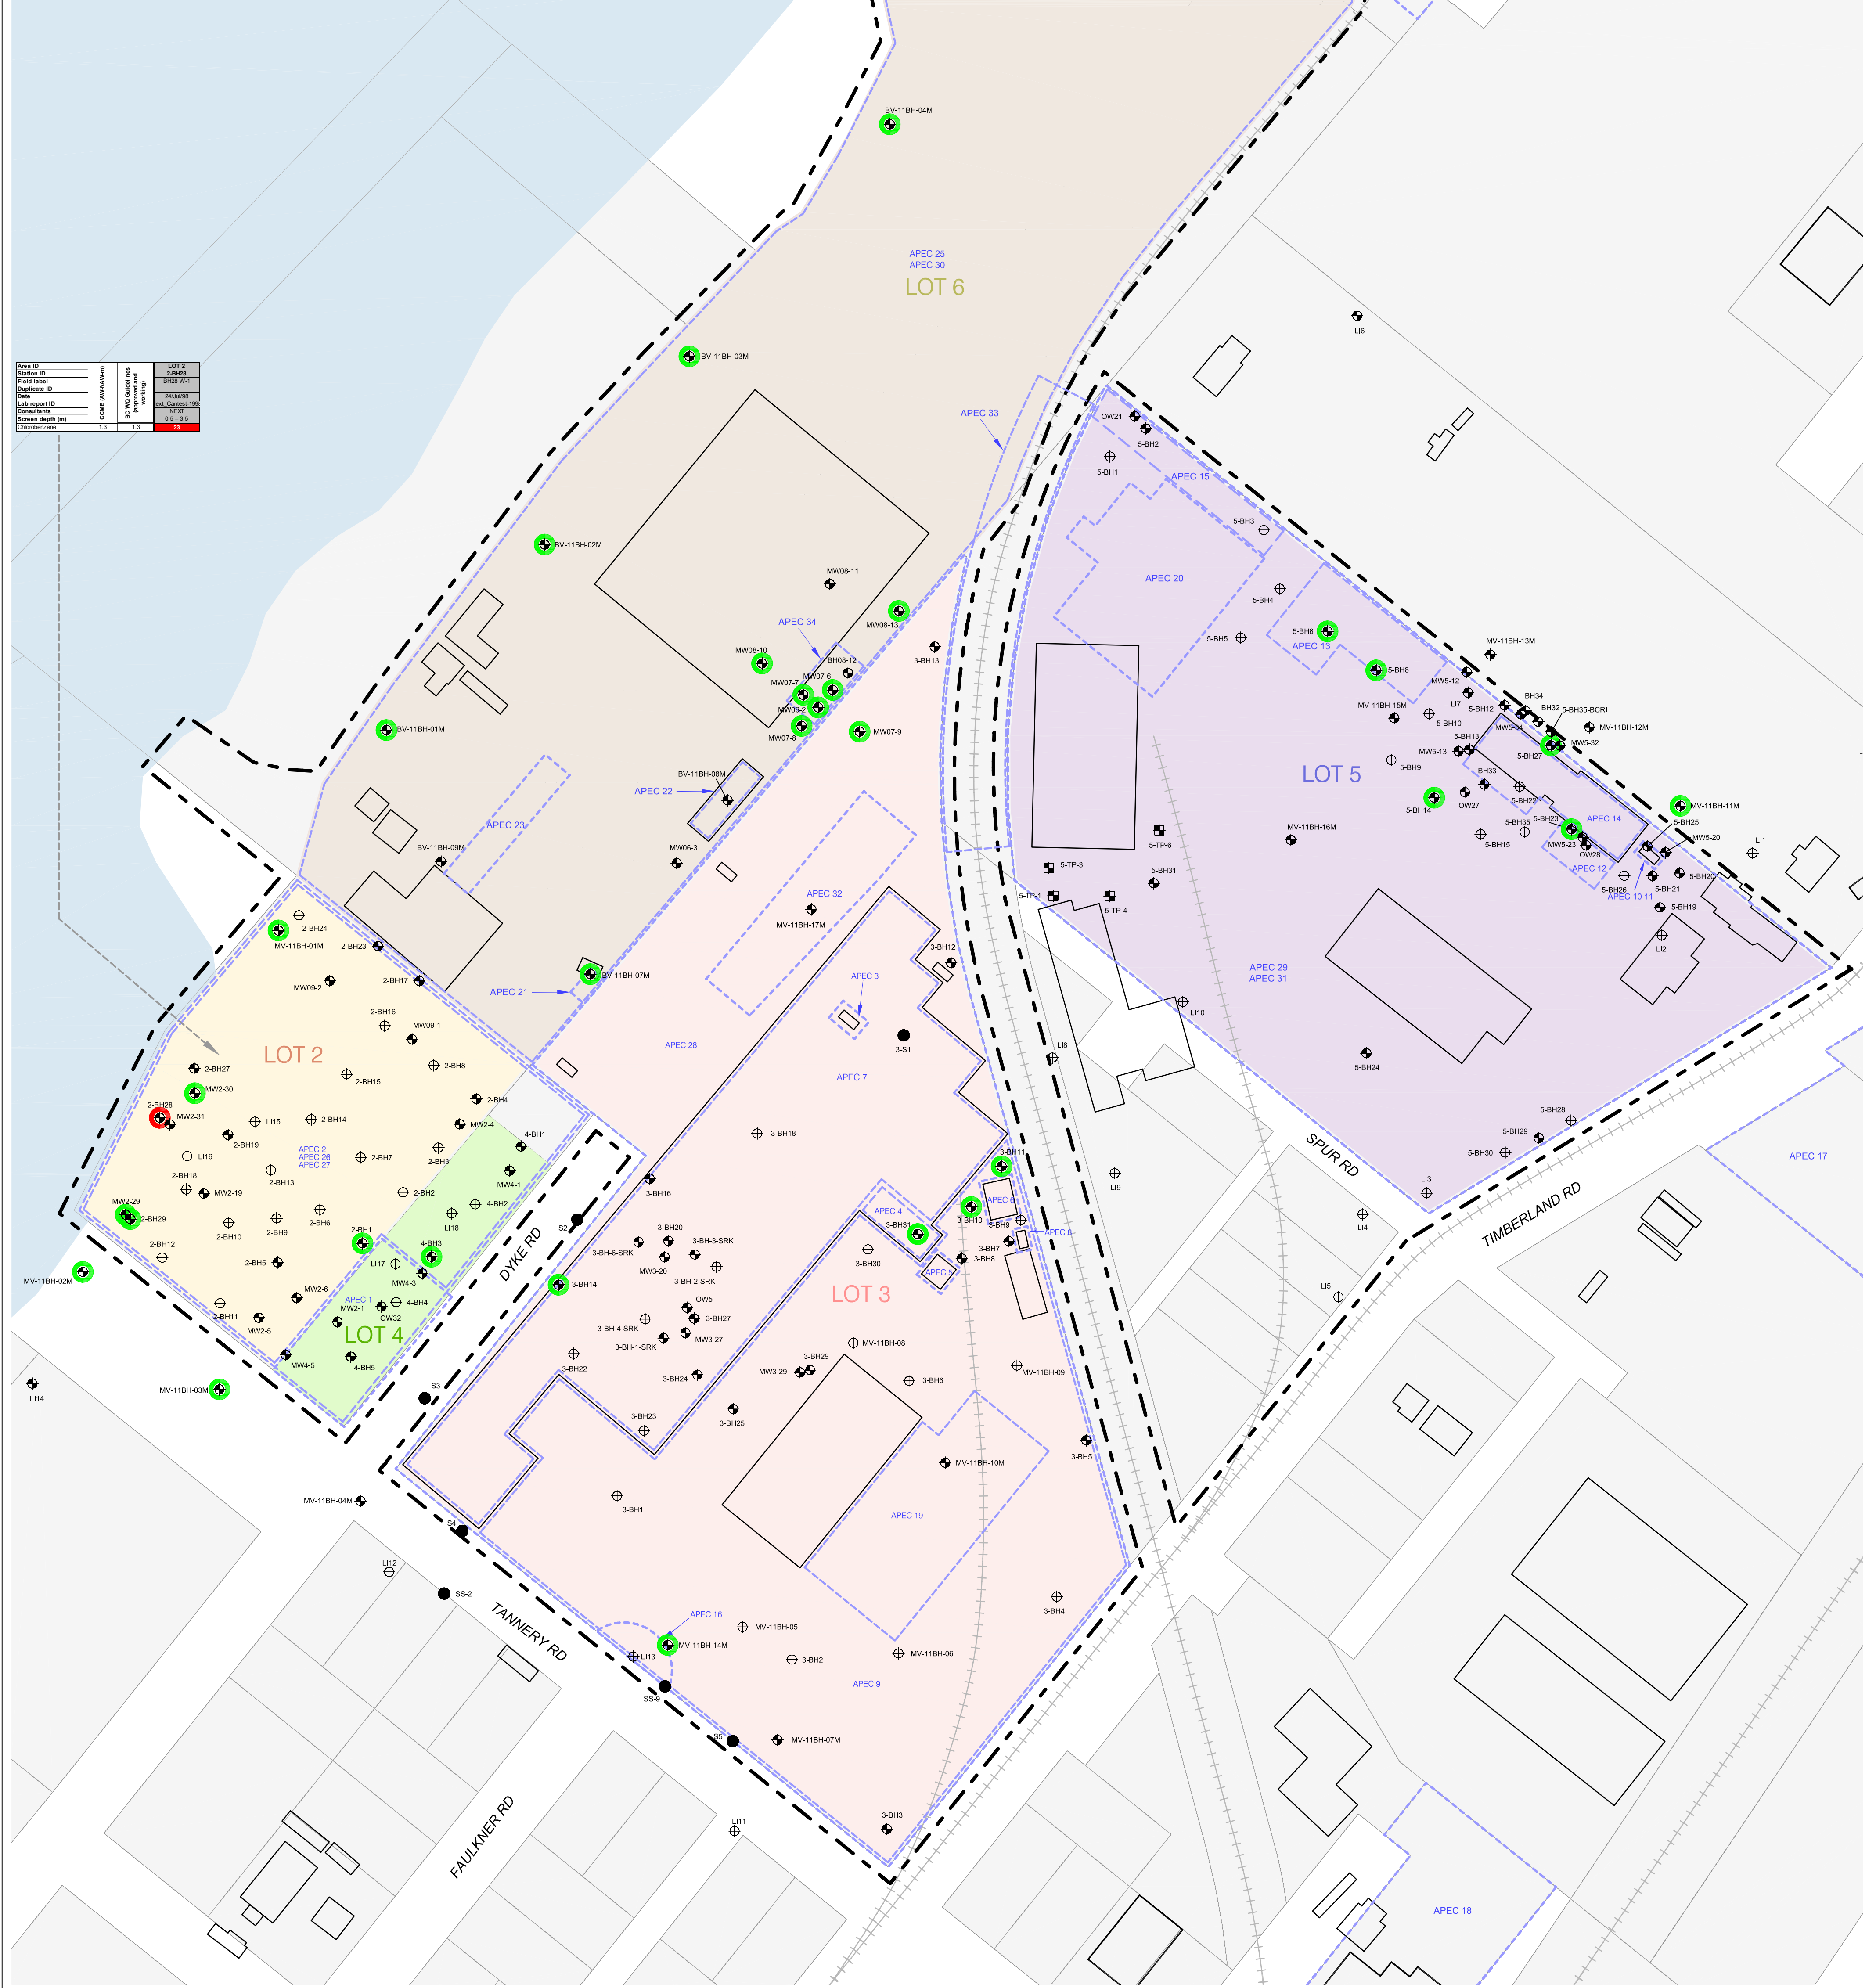 BV-11BH-04M
APEC 25
APEC 30
LOT 6
LI6
BV-11BH-03M
Area ID CCME (AW-f/AW-m) BC WQ Guidelines (approved and working) LOT 2
Station ID 2-BH28
Field label BH28 W-1
Duplicate ID
Date 24/Jul/98
Lab report ID
Consultants NEXT
Screen depth (m) 0.5 – 3.5
Chlorobenzene 1.3 1.3 23
APEC 33
OW21
5-BH2
5-BH1
APEC 15
5-BH3
BV-11BH-02M
APEC 20
MW08-11
5-BH4
MW08-13
APEC 34
5-BH5
5-BH6
APEC 13
3-BH13
MV-11BH-13M
MW08-10
BH08-12
5-BH8
MW5-12
MW07-7
MW07-6
LI7
MW06-2
MW07-8
MW07-9
BV-11BH-01M
MV-11BH-15M
5-BH10
5-BH12
BH34
BH32
5-BH35-BCRI
MW5-34
MV-11BH-12M
5-BH13
MW5-13
MW5-32
5-BH27
5-BH9
LOT 5
BV-11BH-08M
APEC 22
BH33
OW27
5-BH22
5-BH14
MV-11BH-11M
APEC 23
5-BH35
5-BH23
APEC 14
5-BH25
5-BH15
MV-11BH-16M
5-TP-6
MW5-23
OW28
MW5-20
LI1
BV-11BH-09M
MW06-3
5-TP-3
5-BH31
APEC 12
5-BH26
5-BH21
5-BH20
APEC 10 11
APEC 32
5-TP-1
5-TP-4
MV-11BH-17M
5-BH19
2-BH24
MV-11BH-01M
2-BH23
LI2
3-BH12
MW09-2
2-BH17
BV-11BH-07M
APEC 3
APEC 29
APEC 31
APEC 21
LI10
2-BH16
MW09-1
3-S1
LOT 2
APEC 28
LI8
5-BH24
2-BH27
2-BH8
2-BH15
APEC 7
MW2-30
2-BH4
2-BH28
MW2-31
LI15
2-BH14
MW2-4
2-BH19
3-BH18
5-BH28
4-BH1
5-BH29
APEC 2
APEC 26
APEC 27
2-BH3
5-BH30
SPUR RD
APEC 17
LI16
2-BH7
3-BH11
2-BH18
2-BH13
MW4-1
3-BH16
LI9
MW2-19
2-BH2
LI3
APEC 6
4-BH2
APEC 4
TIMBERLAND RD
MW2-29
2-BH29
2-BH6
LI18
S2
3-BH10
3-BH9
LI4
2-BH10
2-BH9
2-BH1
4-BH3
3-BH20
3-BH31
APEC 8
3-BH-6-SRK
3-BH-3-SRK
3-BH7
2-BH12
DYKE RD
MW3-20
3-BH30
3-BH8
2-BH5
LI17
MW4-3
3-BH-2-SRK
APEC 5
MV-11BH-02M
3-BH14
LOT 3
LI5
MW2-6
APEC 1
4-BH4
MW2-1
OW32
OW5
2-BH11
MW2-5
3-BH-4-SRK
3-BH27
LOT 4
MW3-27
3-BH-1-SRK
MV-11BH-08
MW4-5
4-BH5
3-BH22
MW3-29
3-BH29
MV-11BH-09
3-BH24
3-BH6
LI14
MV-11BH-03M
S3
3-BH25
3-BH23
3-BH5
MV-11BH-10M
MV-11BH-04M
3-BH1
APEC 19
S4
LI12
SS-2
3-BH4
TANNERY RD
APEC 16
MV-11BH-05
MV-11BH-14M
LI13
3-BH2
MV-11BH-06
APEC 9
SS-9
S5
MV-11BH-07M
3-BH3
LI11
FAULKNER RD
APEC 18